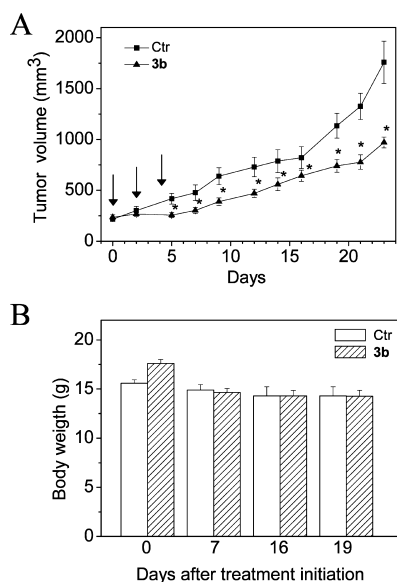 A
Ctr
3b
Tumor volume (mm3)
2000
1500
1000
500
0
* * * * * * * * *
0 5 10 15 20
Days
B
Ctr
3b
Body weigth (g)
20
15
10
5
0
0 7 16 19
Days after treatment initiation